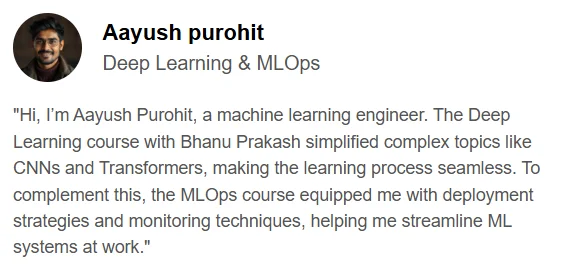 Aayush purohit
Deep Learning & MLOps
"Hi, I’m Aayush Purohit, a machine learning engineer. The Deep
Learning course with Bhanu Prakash simplified complex topics like
CNNs and Transformers, making the learning process seamless. To
complement this, the MLOps course equipped me with deployment
strategies and monitoring techniques, helping me streamline ML
systems at work."